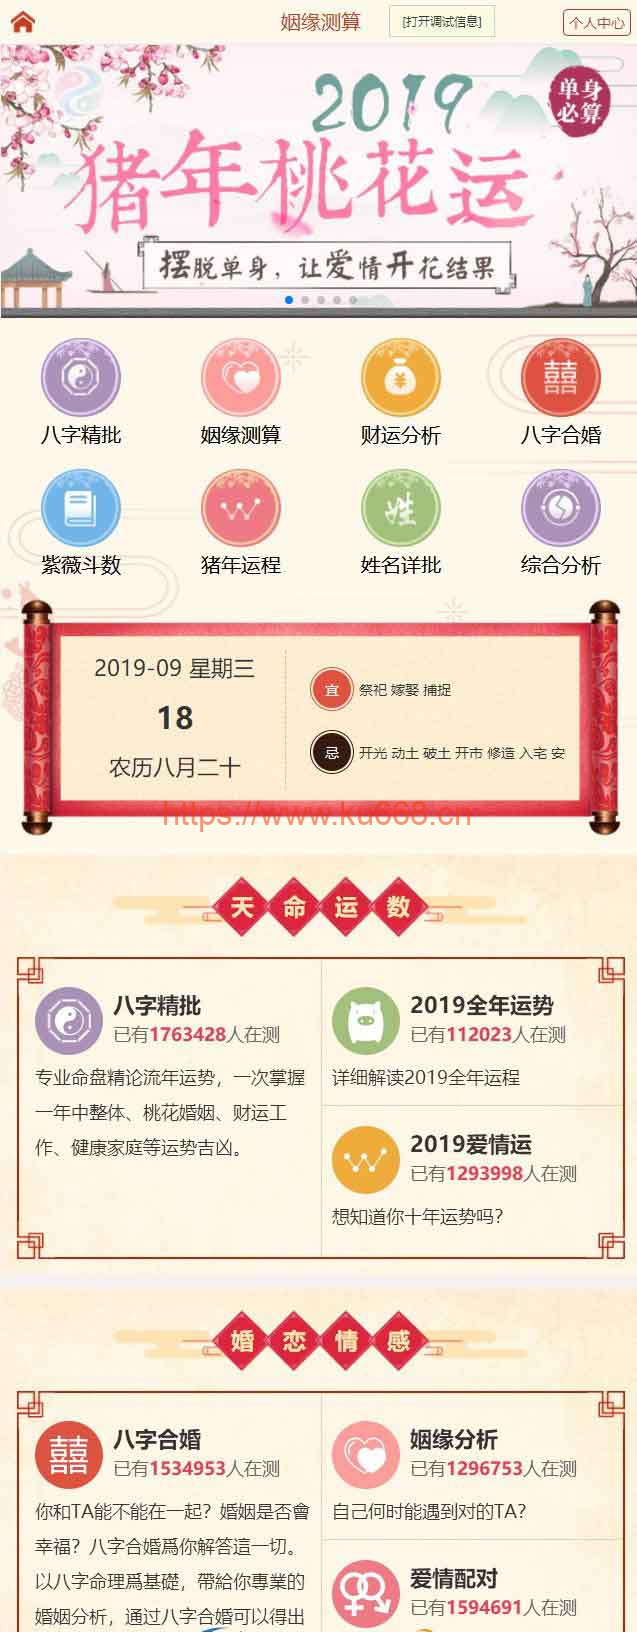 姻缘测算
[打开调试信息]
个人中心
2019
单身
必算
猪年桃花运
摆脱单身，让爱情开花结果
八字精批 姻缘测算 财运分析 八字合婚
囍
姓
紫薇斗数 猪年运程 姓名详批 综合分析
2019-09 星期三
18
农历八月二十
宜 祭祀 嫁娶 捕捉
忌 开光 动土 破土 开市 修造 入宅 安
https://www.ku668.cn
天命运数
八字精批
已有1763428人在测
专业命盘精论流年运势，一次掌握
一年中整体、桃花婚姻、财运工
作、健康家庭等运势吉凶。
2019全年运势
已有112023人在测
详细解读2019全年运程
2019爱情运
已有1293998人在测
想知道你十年运势吗？
婚恋情感
囍
八字合婚
已有1534953人在测
你和TA能不能在一起？婚姻是否會
幸福？八字合婚爲你解答這一切。
以八字命理爲基礎，帶給你專業的
婚姻分析，通过八字合婚可以得出
姻缘分析
已有1296753人在测
自己何时能遇到对的TA？
爱情配对
已有1594691人在测